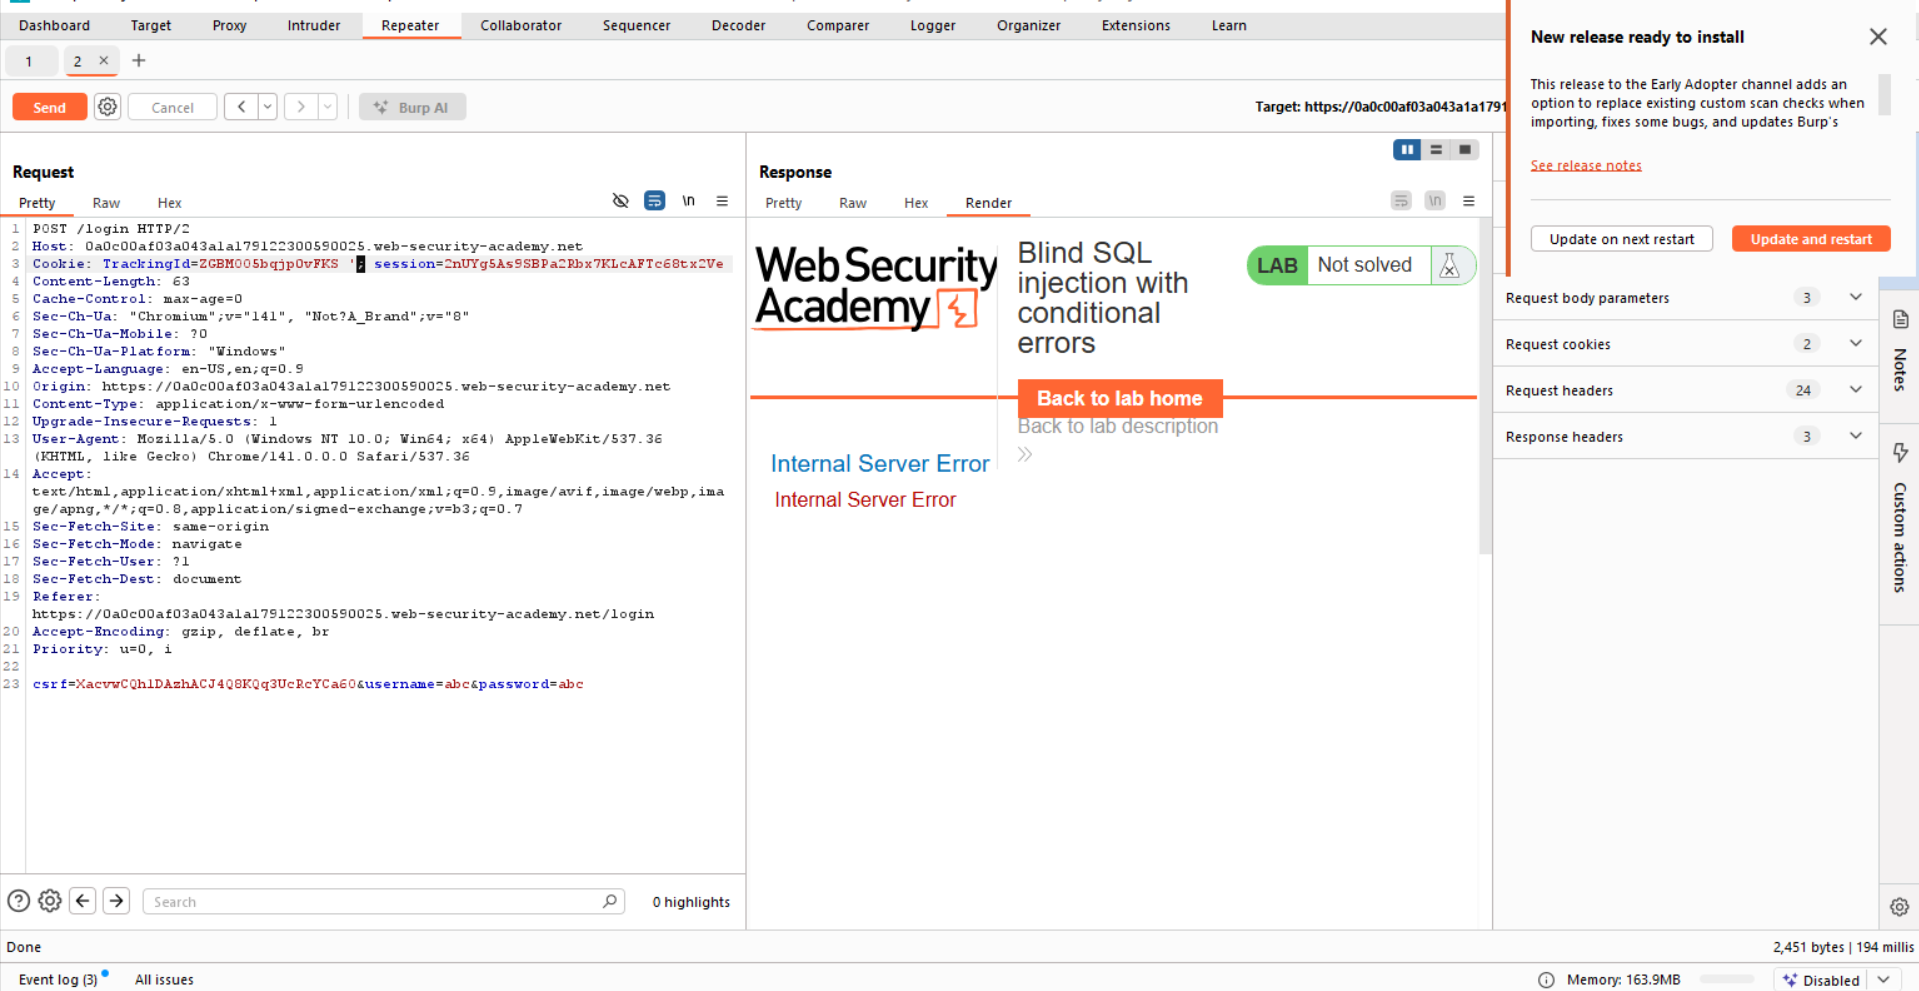 Dashboard Target Proxy Intruder Repeater Collaborator Sequencer Decoder Comparer Logger Organizer Extensions Learn
1 2 × +
Send Cancel < > Burp AI
Target: https://0a0c00af03a043a1a1791
New release ready to install
This release to the Early Adopter channel adds an
option to replace existing custom scan checks when
importing, fixes some bugs, and updates Burp's
See release notes
Update on next restart Update and restart
Request
Pretty Raw Hex \n
1 POST /login HTTP/2
2 Host: 0a0c00af03a043a1a179122300590025.web-security-academy.net
3 Cookie: TrackingId=ZGBMOO5bqjpOvFKS '; session=2nUYg5As9SBPa2Rbx7KLcAFTc68tx2Ve
4 Content-Length: 63
5 Cache-Control: max-age=0
6 Sec-Ch-Ua: "Chromium";v="141", "Not?A_Brand";v="8"
7 Sec-Ch-Ua-Mobile: ?0
8 Sec-Ch-Ua-Platform: "Windows"
9 Accept-Language: en-US,en;q=0.9
10 Origin: https://0a0c00af03a043a1a179122300590025.web-security-academy.net
11 Content-Type: application/x-www-form-urlencoded
12 Upgrade-Insecure-Requests: 1
13 User-Agent: Mozilla/5.0 (Windows NT 10.0; Win64; x64) AppleWebKit/537.36
(KHTML, like Gecko) Chrome/141.0.0.0 Safari/537.36
14 Accept:
text/html,application/xhtml+xml,application/xml;q=0.9,image/avif,image/webp,ima
ge/apng,*/*;q=0.8,application/signed-exchange;v=b3;q=0.7
15 Sec-Fetch-Site: same-origin
16 Sec-Fetch-Mode: navigate
17 Sec-Fetch-User: ?1
18 Sec-Fetch-Dest: document
19 Referer:
https://0a0c00af03a043a1a179122300590025.web-security-academy.net/login
20 Accept-Encoding: gzip, deflate, br
21 Priority: u=0, i
22
23 csrf=XacvwCQh1DAzhACJ4Q8KQq3UcRcYCa60&username=abc&password=abc
Search 0 highlights
Response
Pretty Raw Hex Render \n
Web Security
Academy
Blind SQL
injection with
conditional
errors
LAB Not solved
Back to lab home
Back to lab description
Internal Server Error
Internal Server Error
Request body parameters 3
Request cookies 2
Request headers 24
Response headers 3
Notes
Custom actions
Done
2,451 bytes | 194 millis
Event log (3) All issues
Memory: 163.9MB Disabled